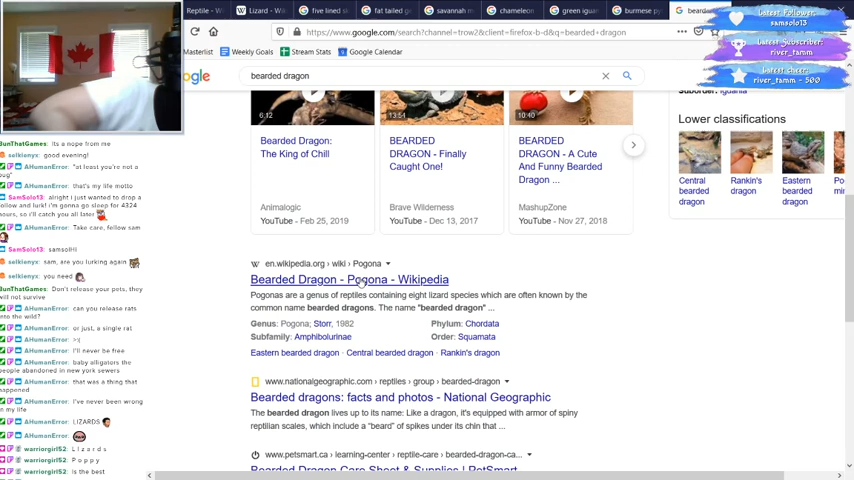 Reptile - W
Lizard - Wi
five lined s
fat tailed g
savannah m
chameleon
green iguan
burmese py
bearde
https://www.google.com/search?channel=trow2&client=firefox-b-d&q=bearded+dragon
Masterlist
Weekly Goals
Stream Stats
Google Calendar
Latest Follower:
samsolo13
Latest Subscriber:
river_tamm
Latest cheer:
river_tamm - 500
ogle
bearded dragon
6:12
13:54
10:40
Bearded Dragon:
The King of Chill
Animalogic
YouTube - Feb 25, 2019
BEARDED
DRAGON - Finally
Caught One!
Brave Wilderness
YouTube - Dec 13, 2017
BEARDED
DRAGON - A Cute
And Funny Bearded
Dragon ...
MashupZone
YouTube - Nov 27, 2018
Suborder: Iguania
Lower classifications
Central
bearded
dragon
Rankin's
dragon
Eastern
bearded
dragon
Po
mi
en.wikipedia.org › wiki › Pogona
Bearded Dragon - Pogona - Wikipedia
Pogonas are a genus of reptiles containing eight lizard species which are often known by the
common name bearded dragons. The name "bearded dragon" ...
Genus: Pogona; Storr, 1982
Phylum: Chordata
Subfamily: Amphibolurinae
Order: Squamata
Eastern bearded dragon · Central bearded dragon · Rankin's dragon
www.nationalgeographic.com › reptiles › group › bearded-dragon
Bearded dragons: facts and photos - National Geographic
The bearded dragon lives up to its name: Like a dragon, it's equipped with armor of spiny
reptilian scales, which include a "beard" of spikes under its chin that ...
www.petsmart.ca › learning-center › reptile-care › bearded-dragon-ca...
Bearded Dragon Care Sheet & Supplies | PetSmart
BunThatGames: Its a nope from me
selkienyx: good evening!
AHumanError: "at least you're not a
bug"
AHumanError: that's my life motto
SamSolo13: alright i just wanted to drop a
follow and lurk! i'm gonna go sleep for 4324
hours, so i'll catch you all later
AHumanError: Take care, fellow sam
SamSolo13: samsolHi
selkienyx: sam, are you lurking again
selkienyx: you need
BunThatGames: Don't release your pets, they
will not survive
AHumanError: can you release rats
into the wild?
AHumanError: or just, a single rat
AHumanError: >:(
AHumanError: I'll never be free
AHumanError: baby alligators the
people abandoned in new york sewers
AHumanError: that was a thing that
happened
AHumanError: I've never been wrong
in my life
AHumanError: LIZARDS
AHumanError:
warriorgirl52: L I z a r d s
warriorgirl52: P o p p y
warriorgirl52: Is the best